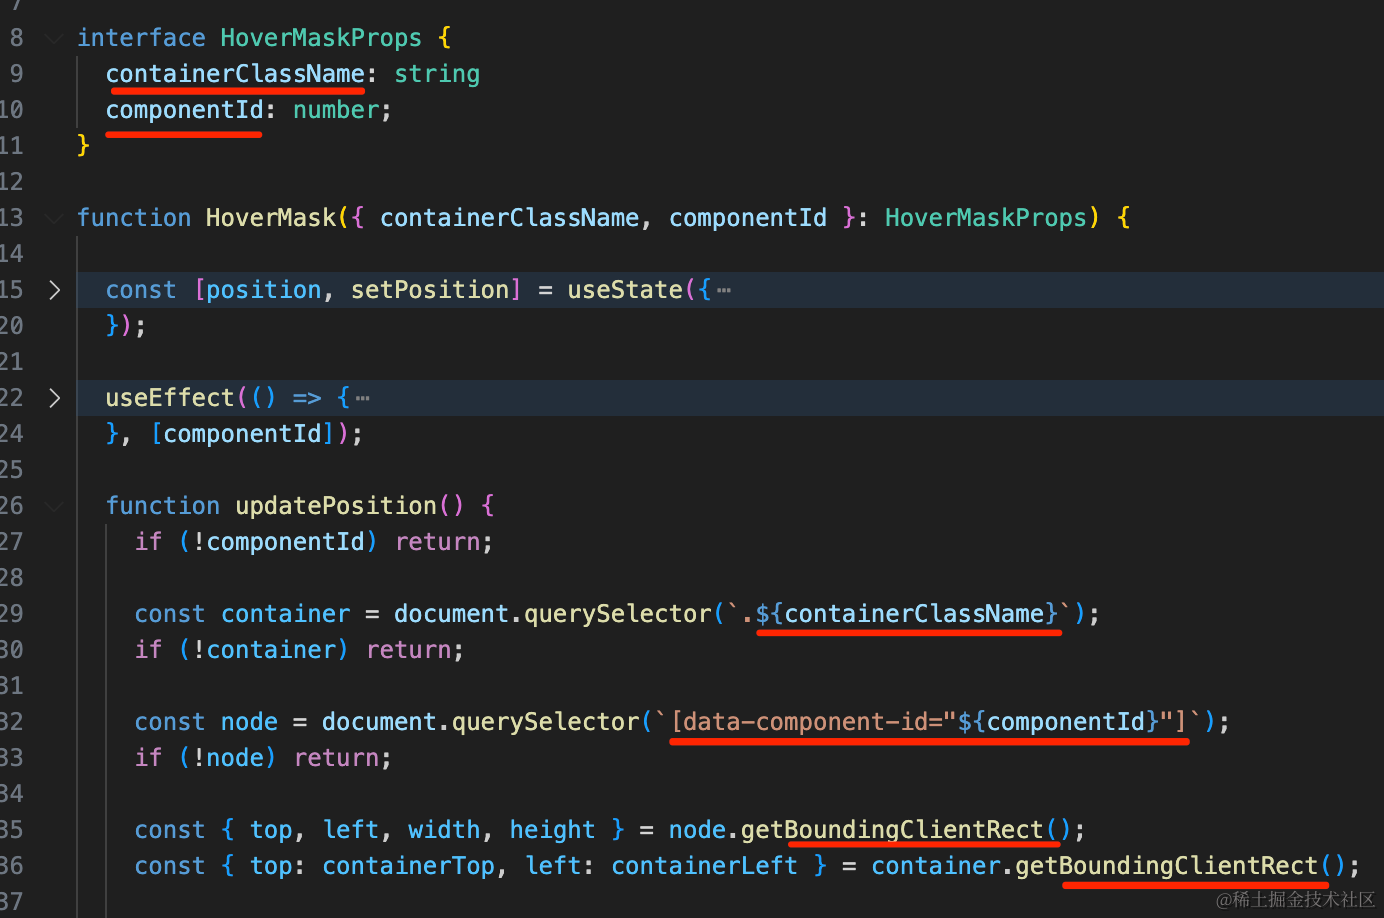 7
8 interface HoverMaskProps {
9 containerClassName: string
10 componentId: number;
11 }
12
13 function HoverMask({ containerClassName, componentId }: HoverMaskProps) {
14
15 const [position, setPosition] = useState({ ⋯
20 });
21
22 useEffect(() => { ⋯
24 }, [componentId]);
25
26 function updatePosition() {
27 if (!componentId) return;
28
29 const container = document.querySelector(`.${containerClassName}`);
30 if (!container) return;
31
32 const node = document.querySelector(`[data-component-id="${componentId}"]`);
33 if (!node) return;
34
35 const { top, left, width, height } = node.getBoundingClientRect();
36 const { top: containerTop, left: containerLeft } = container.getBoundingClientRect();
37
@稀土掘金技术社区